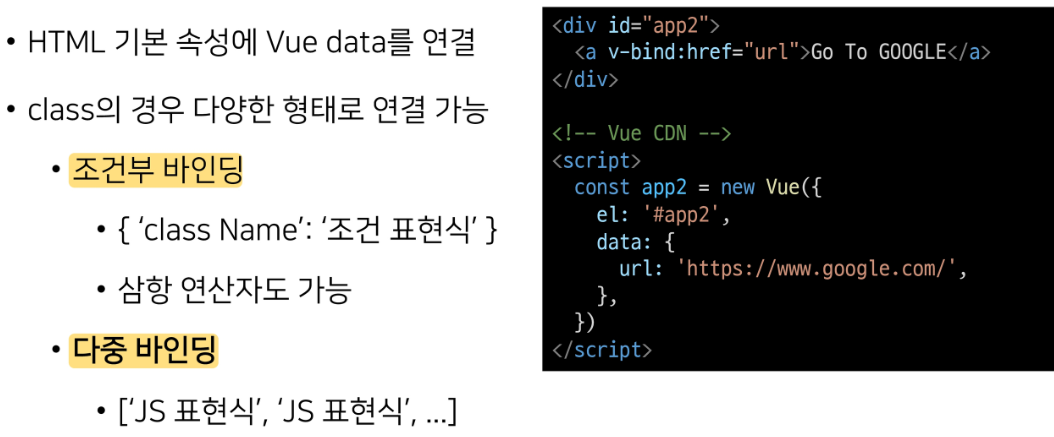 • HTML 기본 속성에 Vue data를 연결
• class의 경우 다양한 형태로 연결 가능
• 조건부 바인딩
• { ‘class Name’: ‘조건 표현식’ }
• 삼항 연산자도 가능
• 다중 바인딩
• [‘JS 표현식’, ‘JS 표현식’, ...]
<div id="app2">
  <a v-bind:href="url">Go To GOOGLE</a>
</div>
<!-- Vue CDN -->
<script>
  const app2 = new Vue({
    el: '#app2',
    data: {
      url: 'https://www.google.com/',
    },
  })
</script>